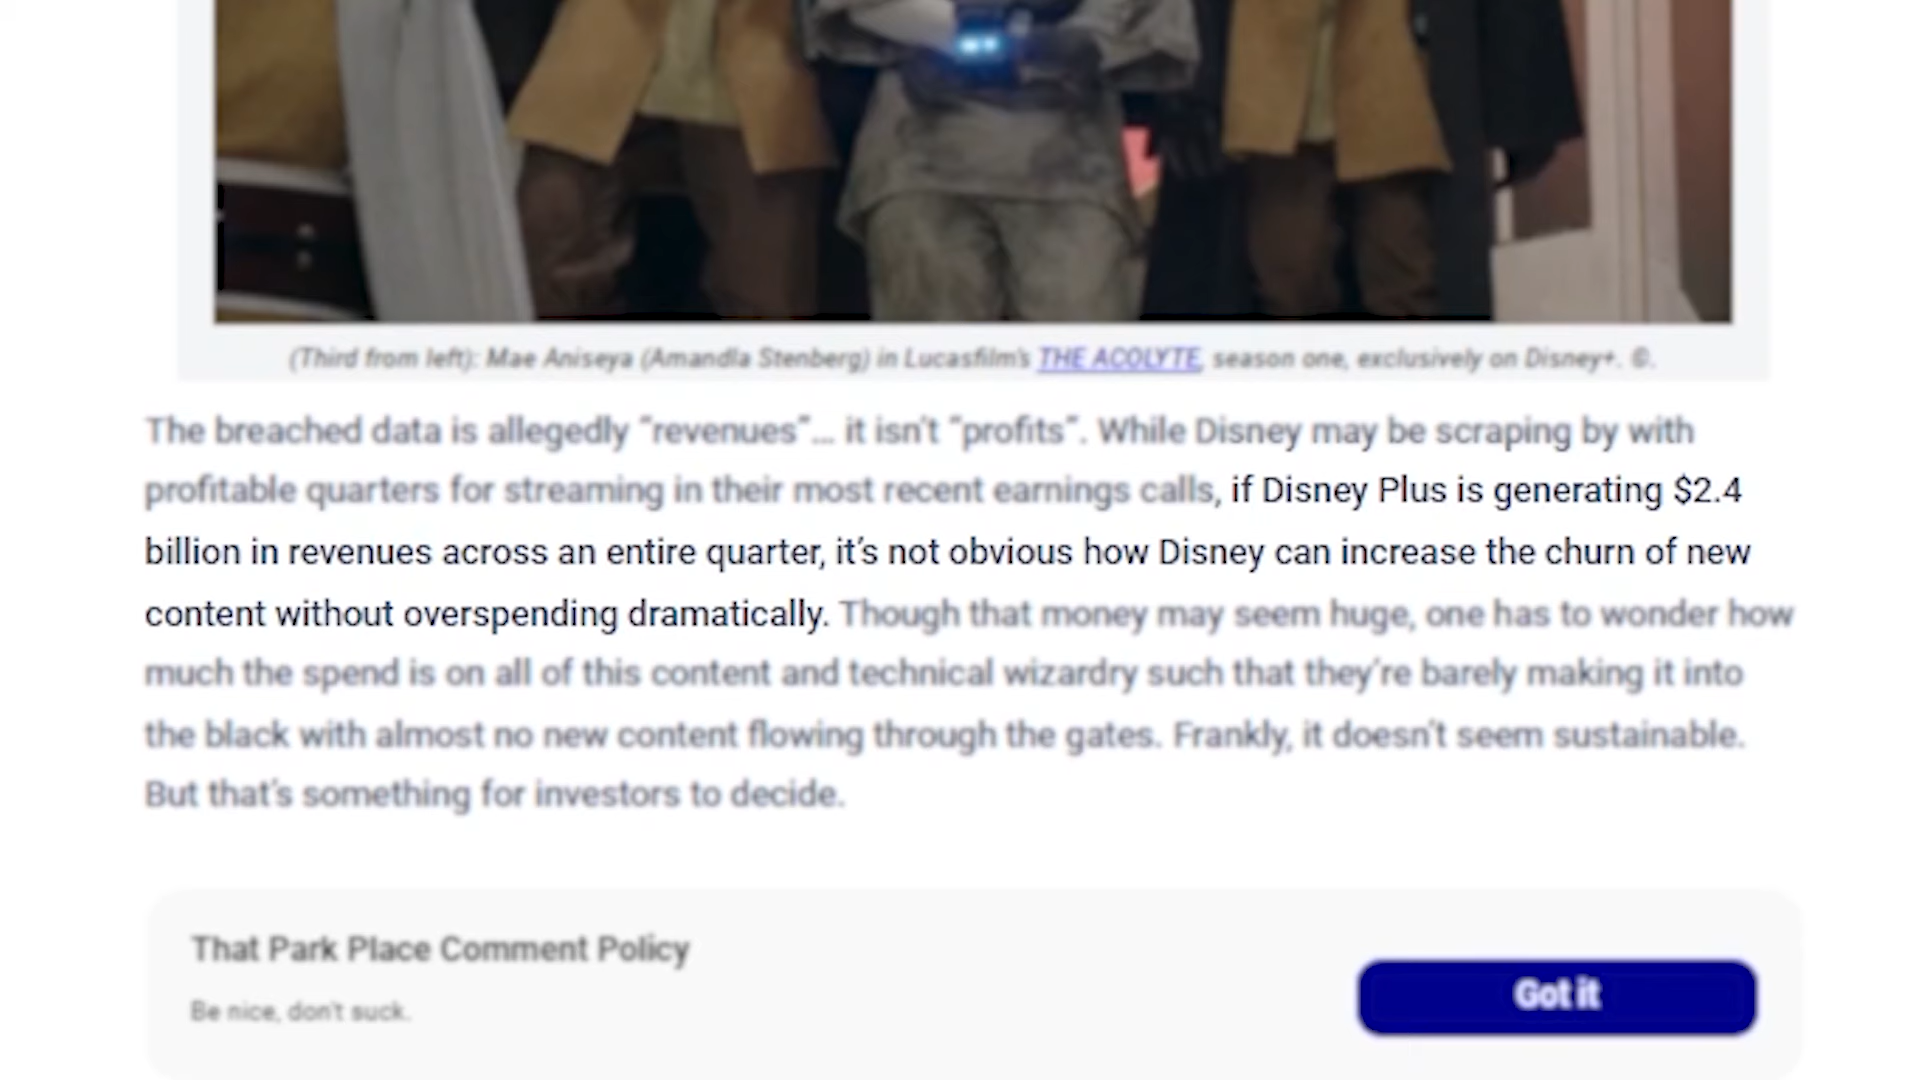 (Third from left): Mae Aniseya (Amandla Stenberg) in Lucasfilm's THE ACOLYTE, season one, exclusively on Disney+. ©.
The breached data is allegedly “revenues”… it isn't “profits”. While Disney may be scraping by with
profitable quarters for streaming in their most recent earnings calls, if Disney Plus is generating $2.4
billion in revenues across an entire quarter, it’s not obvious how Disney can increase the churn of new
content without overspending dramatically. Though that money may seem huge, one has to wonder how
much the spend is on all of this content and technical wizardry such that they’re barely making it into
the black with almost no new content flowing through the gates. Frankly, it doesn’t seem sustainable.
But that’s something for investors to decide.
That Park Place Comment Policy
Be nice, don't suck.
Got it